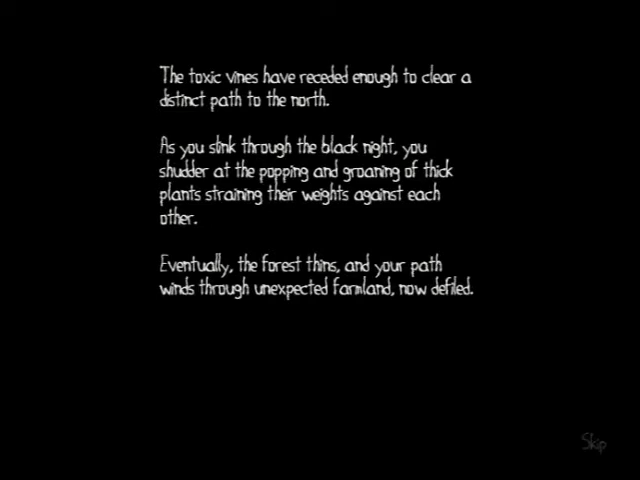 The toxic vines have receded enough to clear a
distinct path to the north.
As you slink through the black night, you
shudder at the popping and groaning of thick
plants straining their weights against each
other.
Eventually, the forest thins, and your path
winds through unexpected farmland, now defiled.
Skip